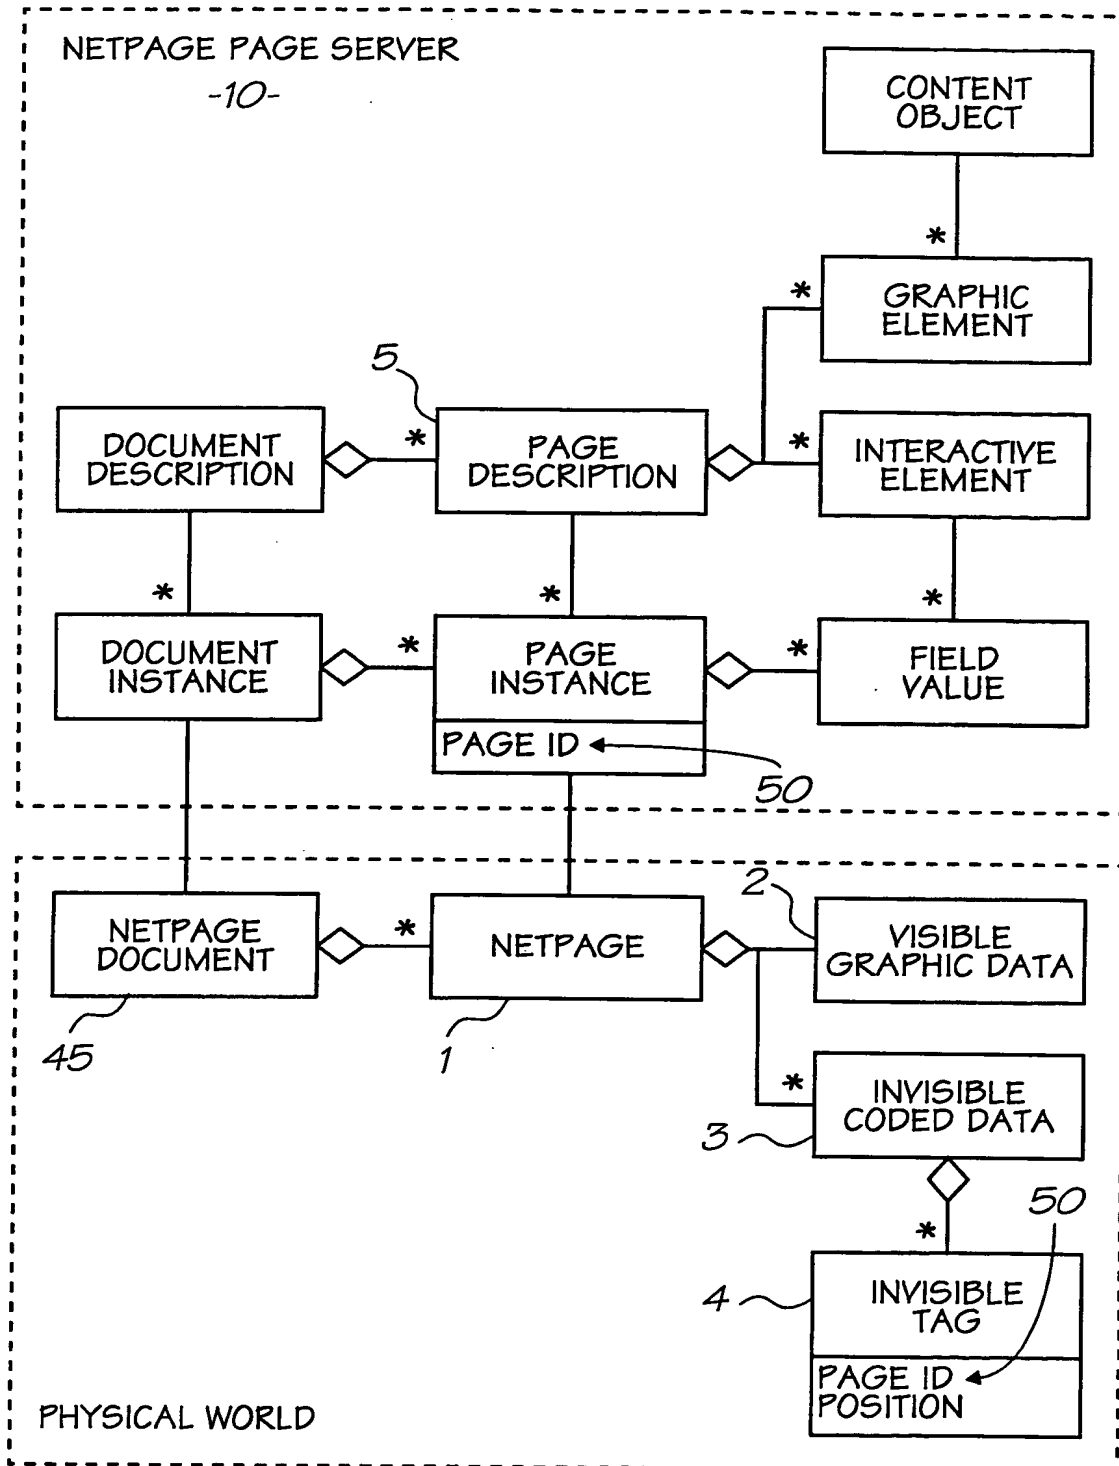 NETPAGE PAGE SERVER
-10-
CONTENT
OBJECT
*
*
GRAPHIC
ELEMENT
5
DOCUMENT
DESCRIPTION
*
PAGE
DESCRIPTION
*
INTERACTIVE
ELEMENT
*
*
*
DOCUMENT
INSTANCE
*
PAGE
INSTANCE
*
FIELD
VALUE
PAGE ID
50
NETPAGE
DOCUMENT
*
NETPAGE
2
VISIBLE
GRAPHIC DATA
45
1
*
INVISIBLE
CODED DATA
3
50
*
4
INVISIBLE
TAG
PAGE ID
POSITION
PHYSICAL WORLD